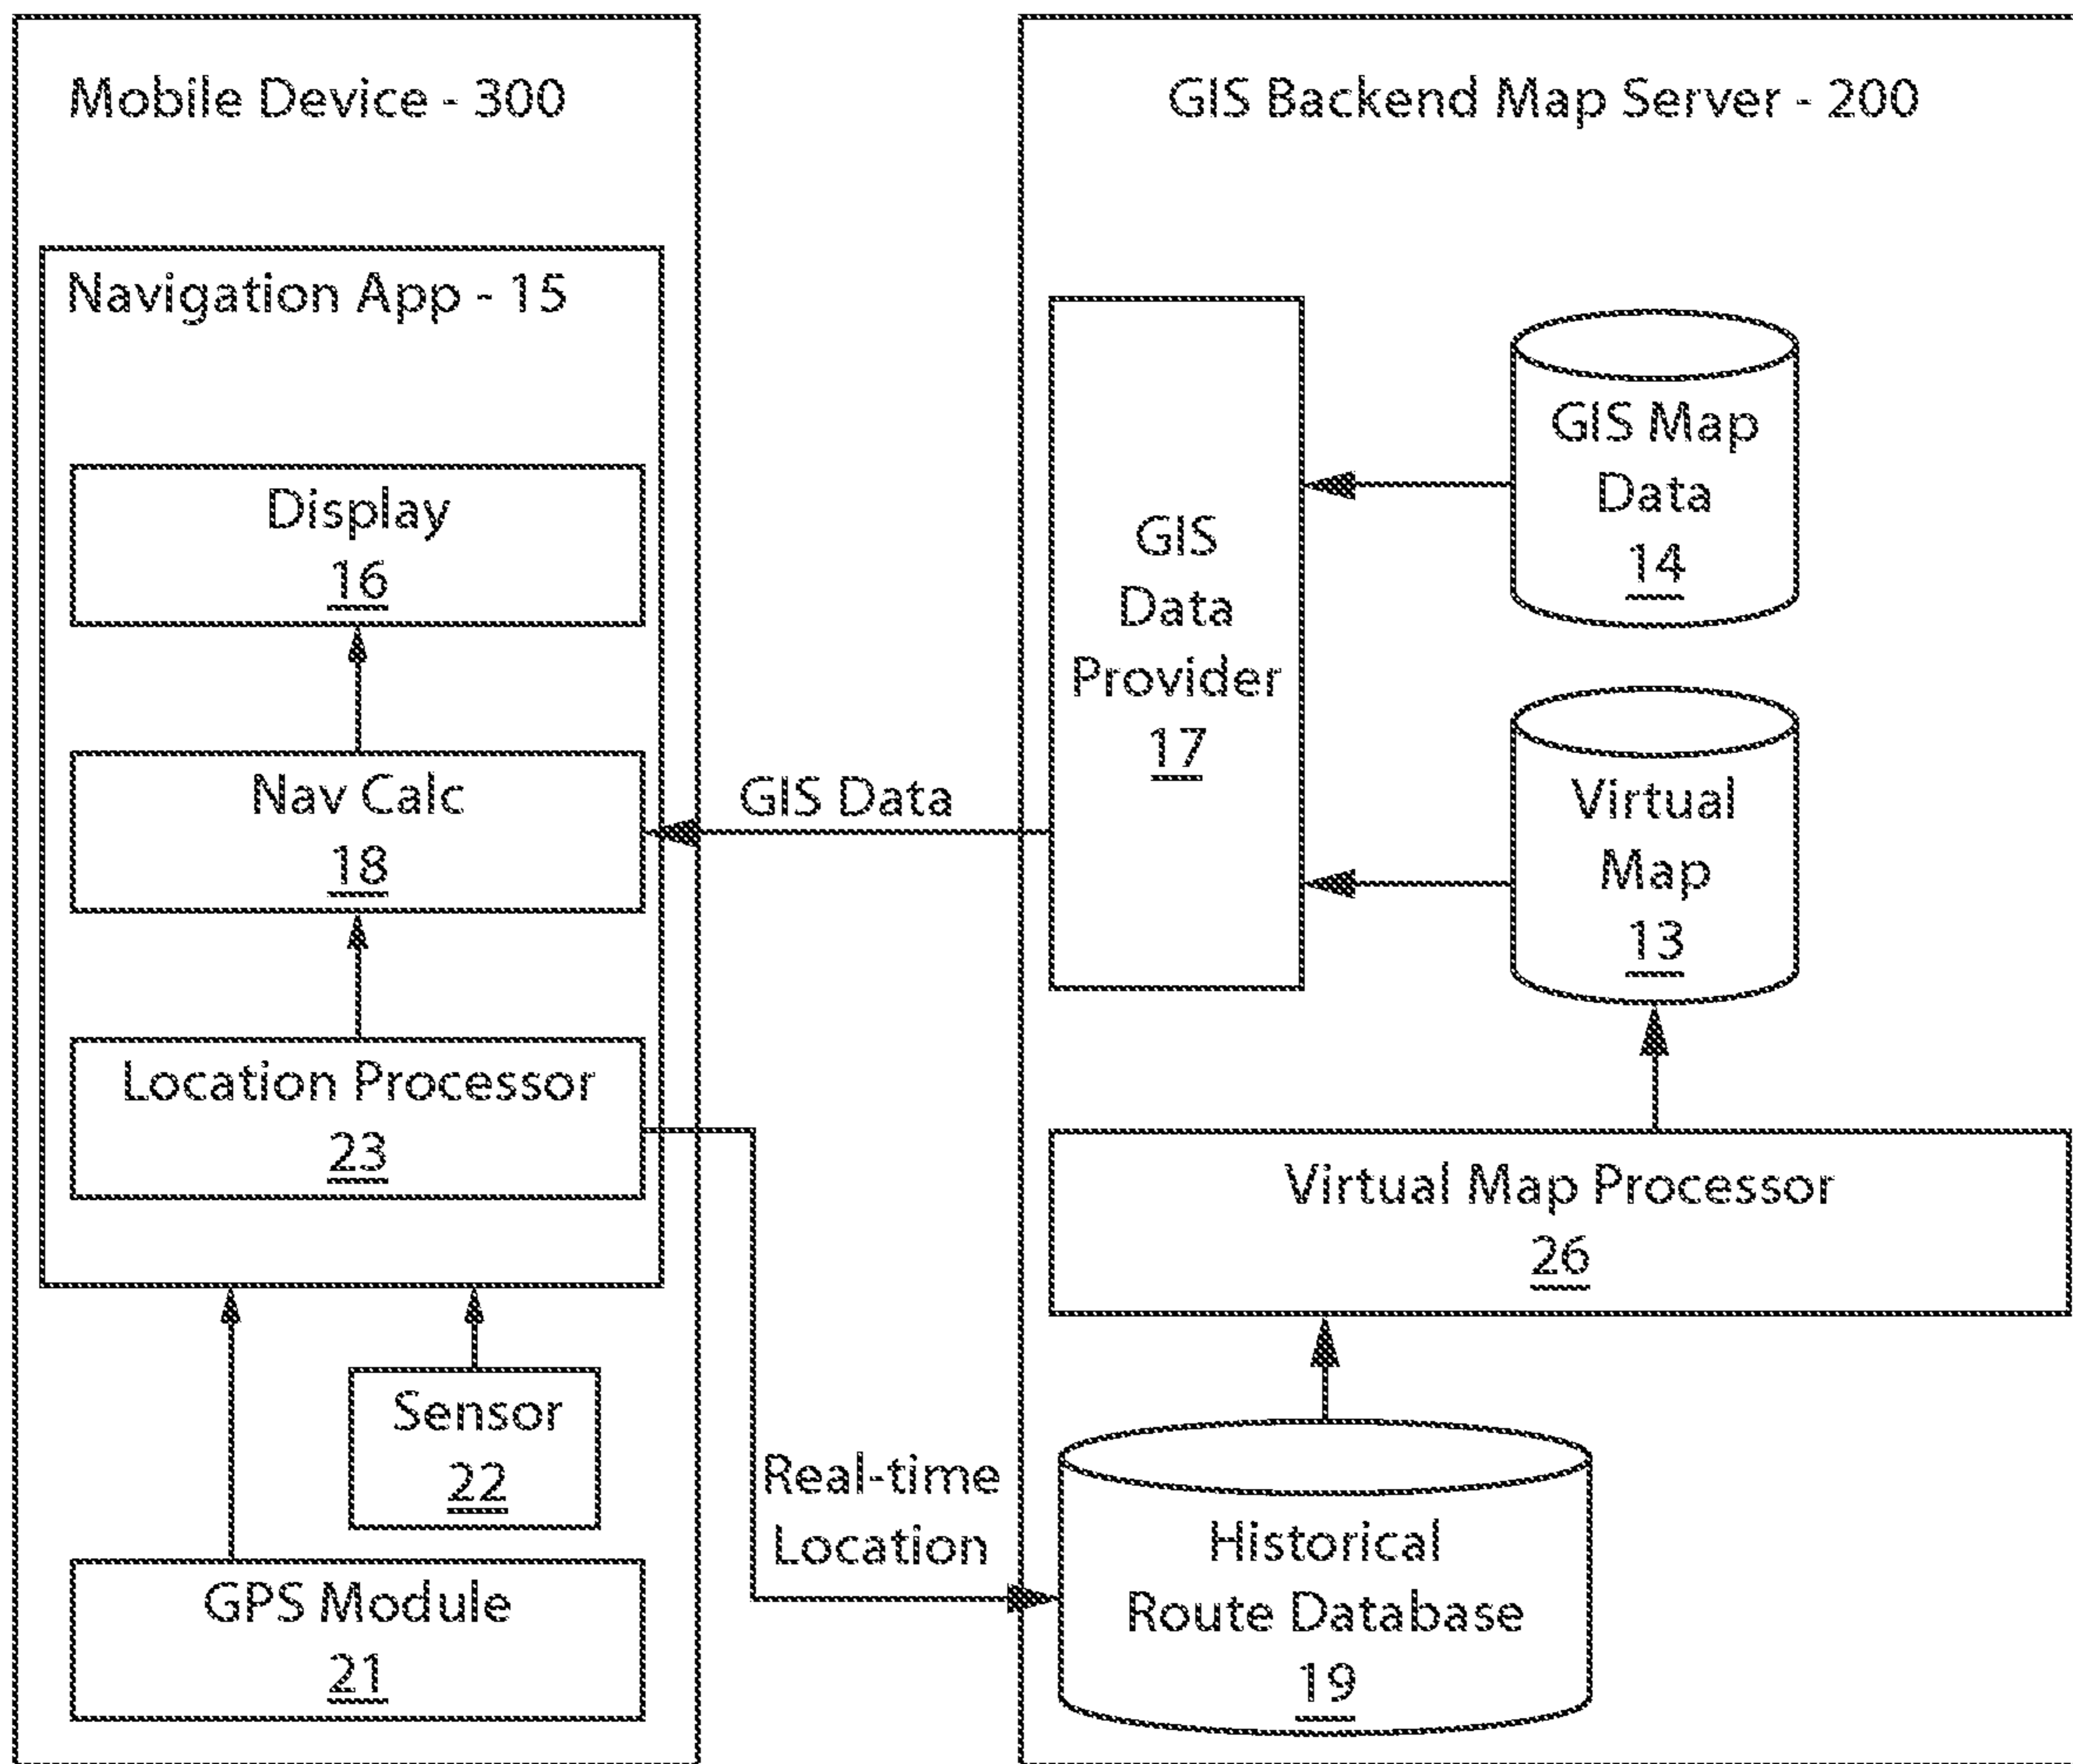 Mobile Device - 300
Navigation App - 15
Display
16
Nav Calc
18
Location Processor
23
Sensor
22
GPS Module
21
GIS Data
Real-time
Location
GIS Backend Map Server - 200
GIS
Data
Provider
17
GIS Map
Data
14
Virtual
Map
13
Virtual Map Processor
26
Historical
Route Database
19